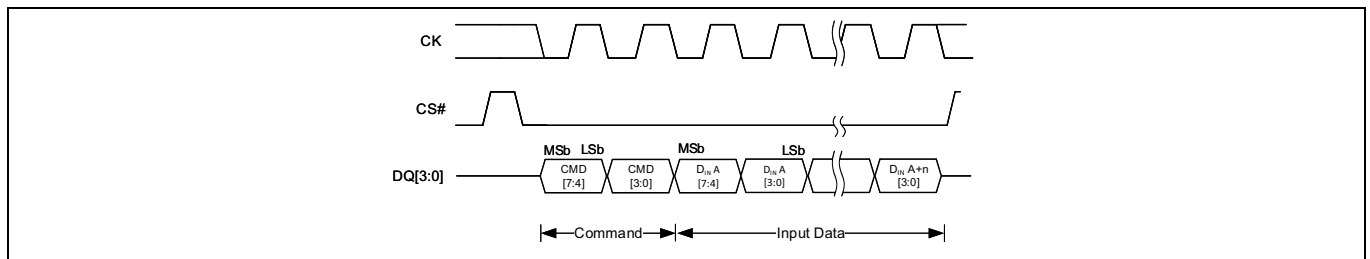 CK
CS#
MSb LSb MSb LSb
DQ[3:0] CMD [7:4] CMD [3:0] DIN A [7:4] DIN A [3:0] DIN A+n [3:0]
Command Input Data